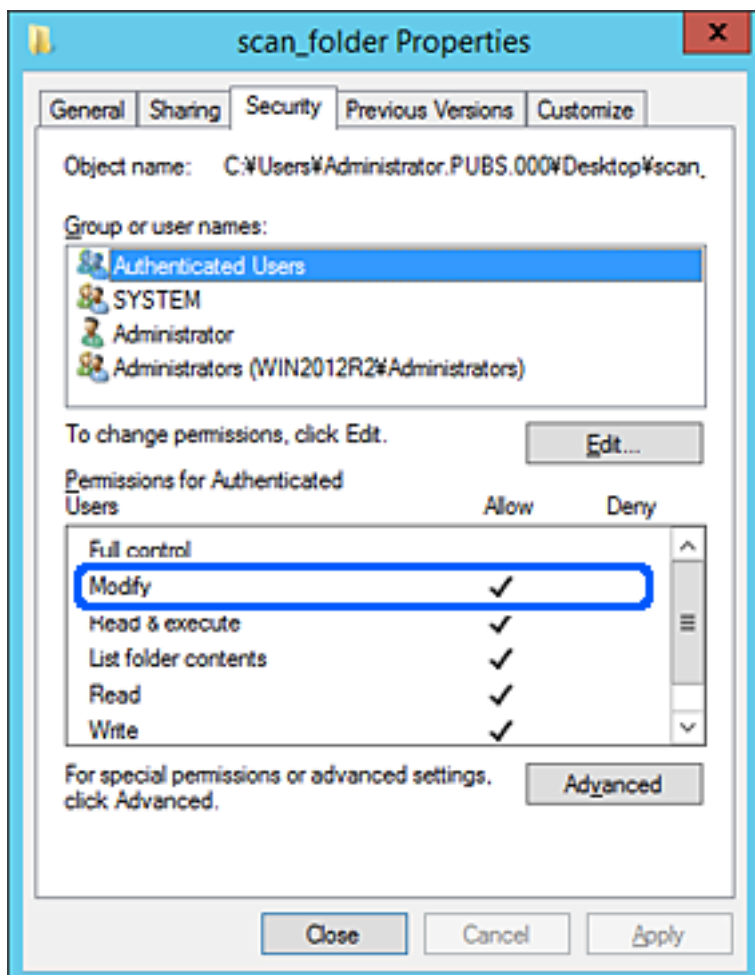 scan_folder Properties
x
General Sharing Security Previous Versions Customize
Object name: C:¥Users¥Administrator.PUBS.000¥Desktop¥scan_
Group or user names:
Authenticated Users
SYSTEM
Administrator
Administrators (WIN2012R2¥Administrators)
To change permissions, click Edit.
Edit...
Permissions for Authenticated
Users Allow Deny
Full control
Modify
Read & execute
List folder contents
Read
Write
For special permissions or advanced settings,
click Advanced.
Advanced
Close Cancel Apply